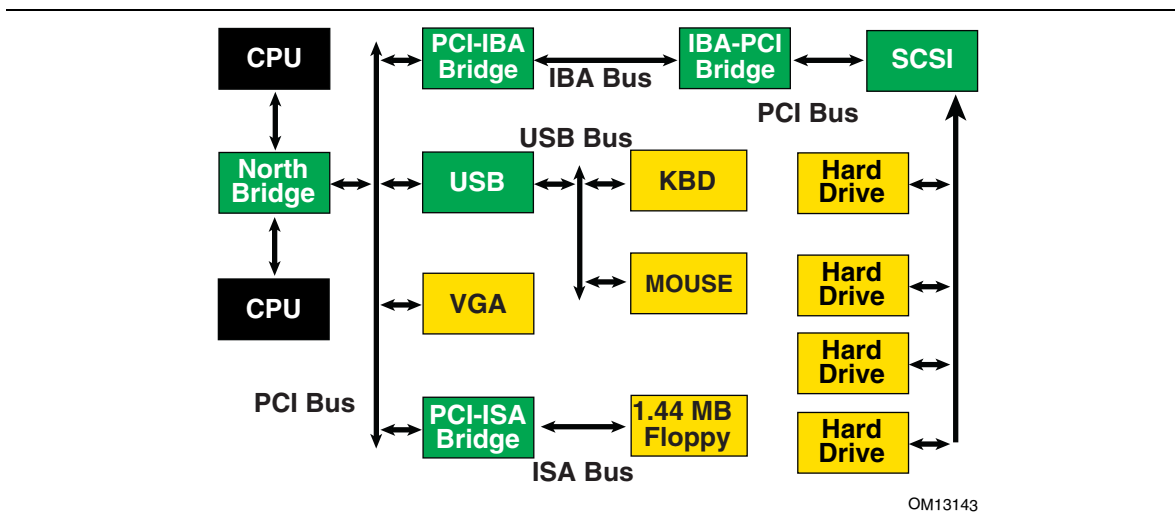 CPU
PCI-IBA
Bridge
IBA Bus
IBA-PCI
Bridge
SCSI
PCI Bus
USB Bus
North
Bridge
USB
KBD
Hard
Drive
CPU
VGA
MOUSE
Hard
Drive
Hard
Drive
PCI Bus
PCI-ISA
Bridge
1.44 MB
Floppy
Hard
Drive
ISA Bus
OM13143